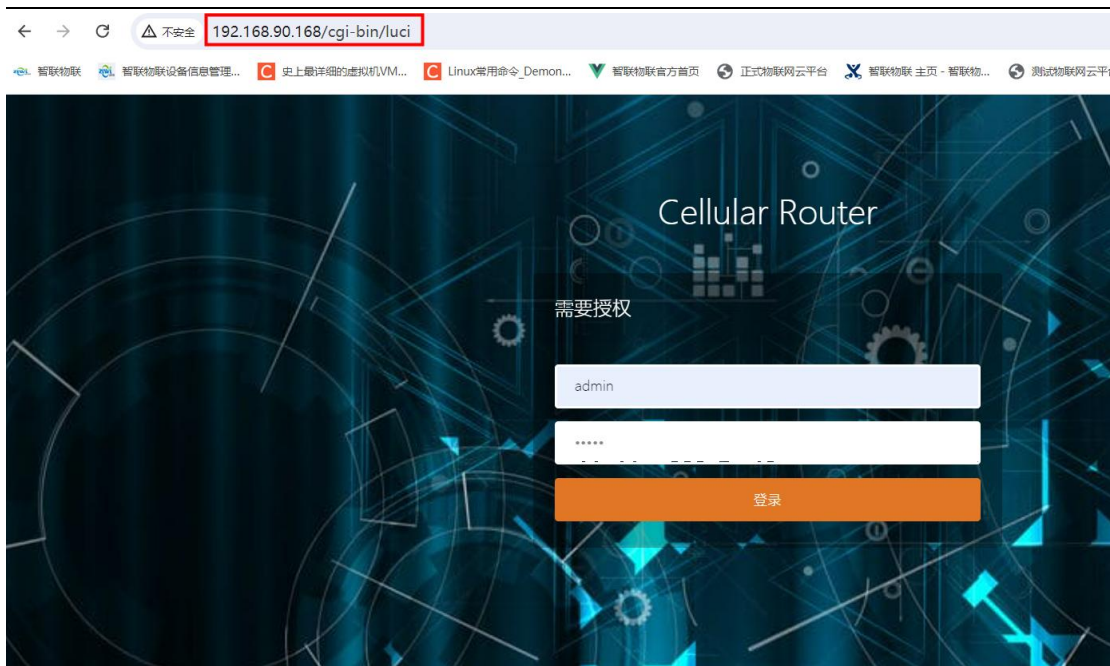 不安全 192.168.90.168/cgi-bin/luci
智联物联 智联物联设备信息管理... 史上最详细的虚拟机VM... Linux常用命令_Demon... 智联物联官方首页 正式物联网云平台 智联物联 主页 - 智联物... 测试物联网云平台
Cellular Router
需要授权
admin
登录